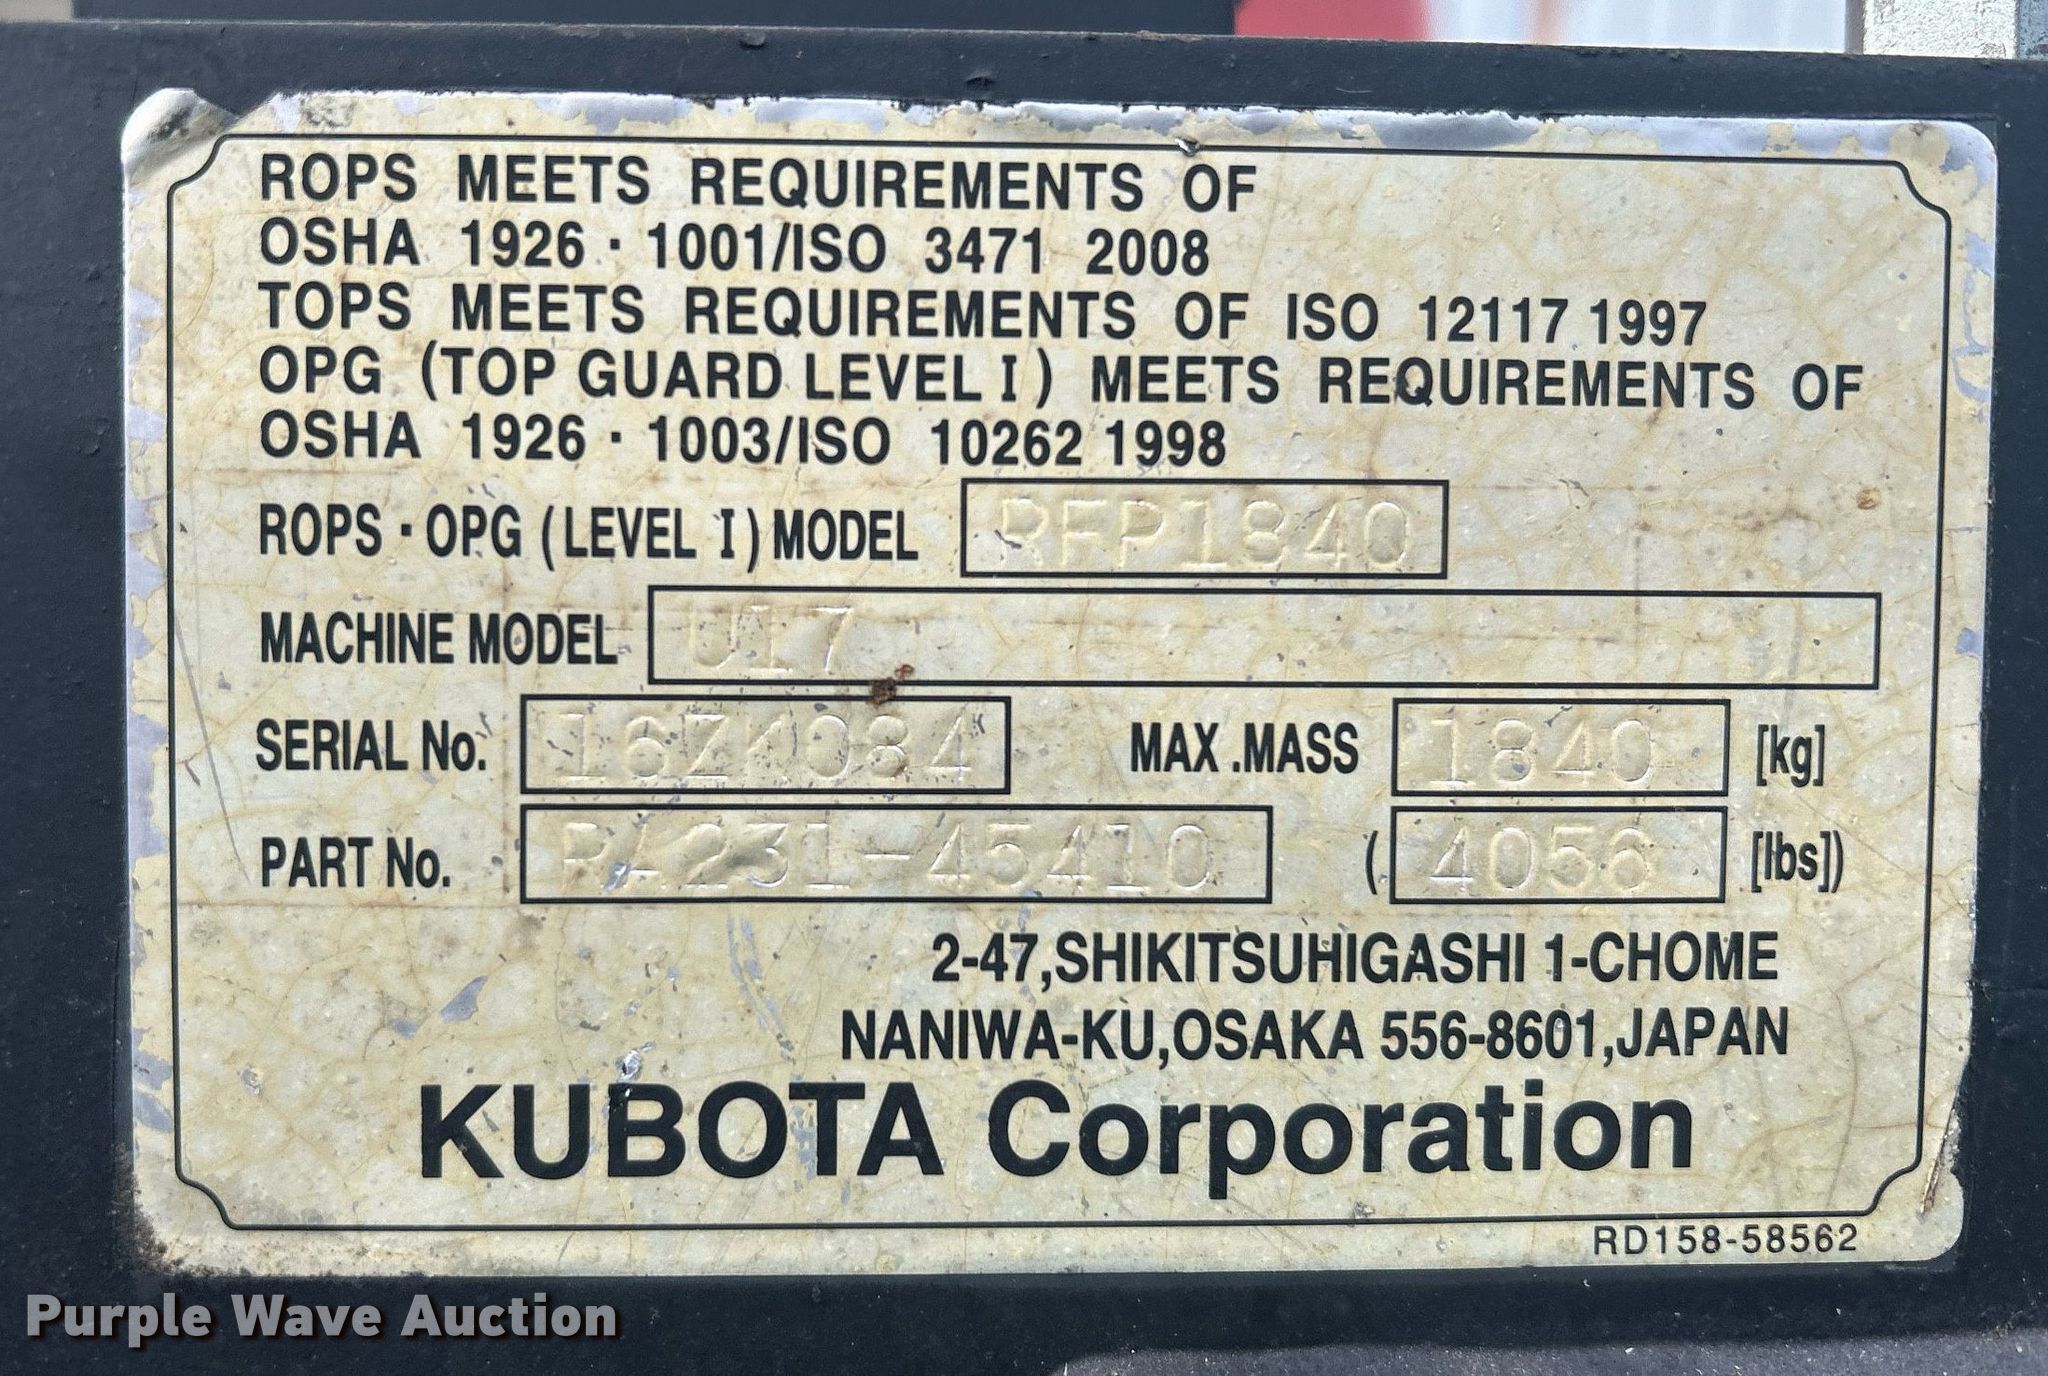 ROPS MEETS REQUIREMENTS OF
OSHA 1926 · 1001/ISO 3471 2008
TOPS MEETS REQUIREMENTS OF ISO 12117 1997
OPG (TOP GUARD LEVEL I) MEETS REQUIREMENTS OF
OSHA 1926 · 1003/ISO 10262 1998
ROPS · OPG (LEVEL I) MODEL RFP1840
MACHINE MODEL U17
SERIAL No. MAX .MASS 1840 [kg]
PART No. RA231-45410 ( 4056 [lbs])
2-47,SHIKITSUHIGASHI 1-CHOME
NANIWA-KU,OSAKA 556-8601,JAPAN
KUBOTA Corporation
RD158-58562
Purple Wave Auction